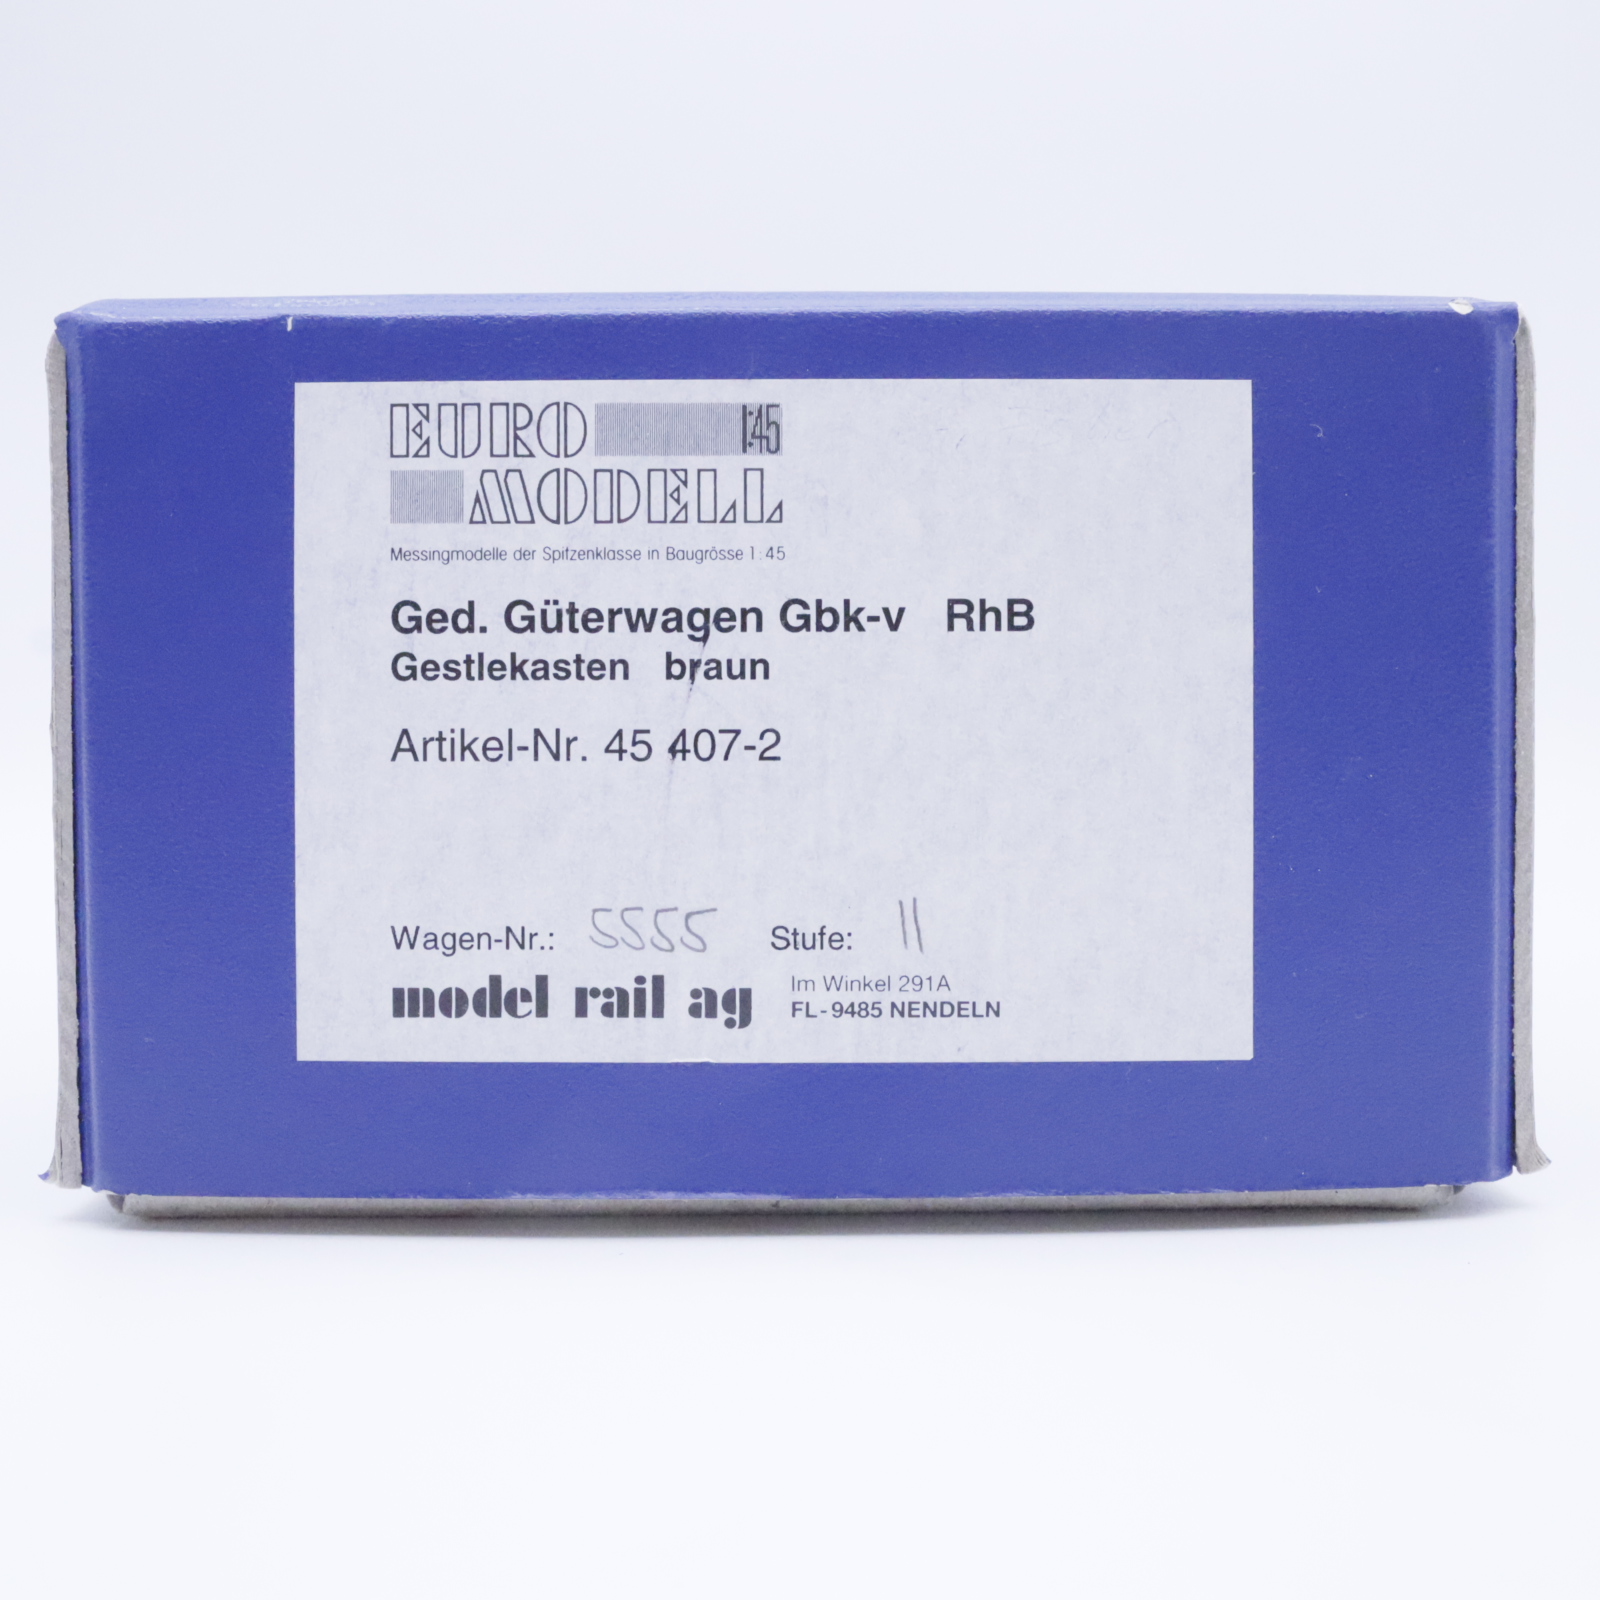 EURO 1:45
MODELL
Messingmodelle der Spitzenklasse in Baugrösse 1:45
Ged. Güterwagen Gbk-v RhB
Gestlekasten braun
Artikel-Nr. 45 407-2
Wagen-Nr.: 5555 Stufe: II
model rail ag Im Winkel 291A
FL-9485 NENDELN